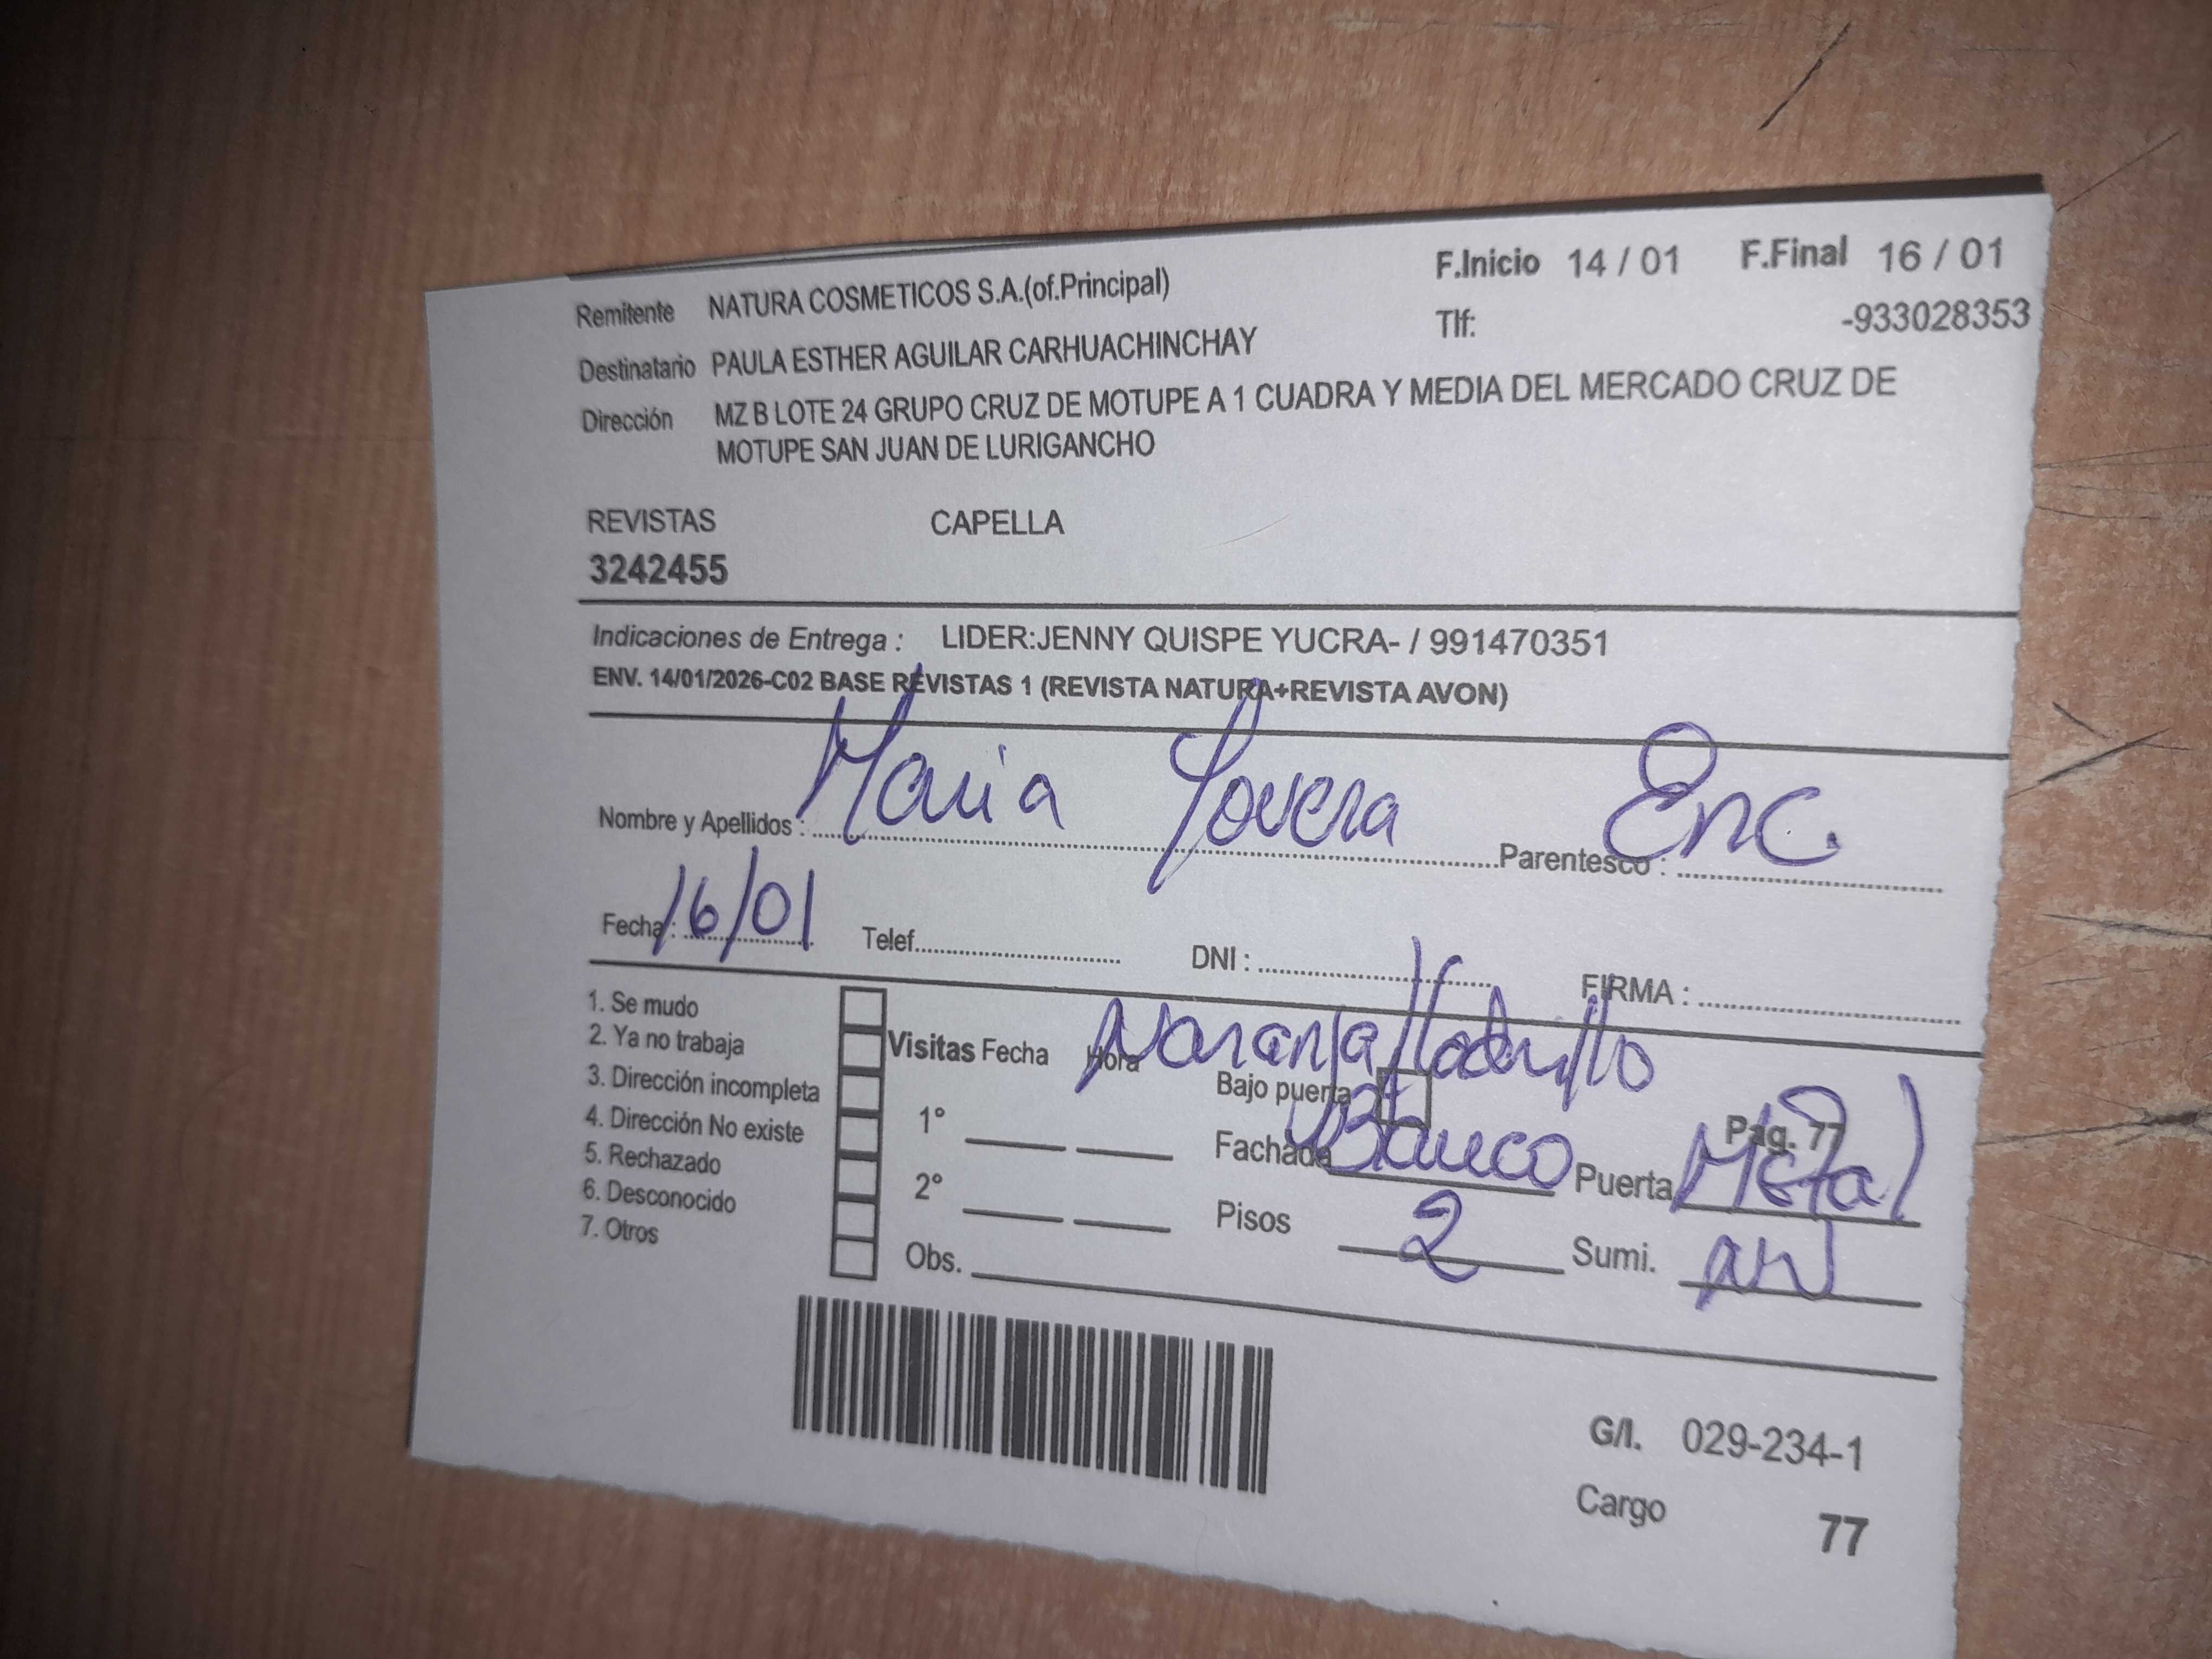 Remitente NATURA COSMETICOS S.A.(of.Principal) F.Inicio 14 / 01 F.Final 16 / 01
Destinatario PAULA ESTHER AGUILAR CARHUACHINCHAY Tlf: -933028353
Dirección MZ B LOTE 24 GRUPO CRUZ DE MOTUPE A 1 CUADRA Y MEDIA DEL MERCADO CRUZ DE
MOTUPE SAN JUAN DE LURIGANCHO
REVISTAS CAPELLA
3242455
Indicaciones de Entrega : LIDER:JENNY QUISPE YUCRA- / 991470351
ENV. 14/01/2026-C02 BASE REVISTAS 1 (REVISTA NATURA+REVISTA AVON)
Nombre y Apellidos : Maria Lovera Parentesco : Enc.
Fecha : 16/01 Telef. DNI : FIRMA :
1. Se mudo
2. Ya no trabaja
3. Dirección incompleta
4. Dirección No existe
5. Rechazado
6. Desconocido
7. Otros
Visitas Fecha Hora Naranja/ladrillo
Bajo puerta Pág. 77
1° Fachada Blanco Puerta Metal
2° Pisos 2 Sumi.
Obs.
G/I. 029-234-1
Cargo 77